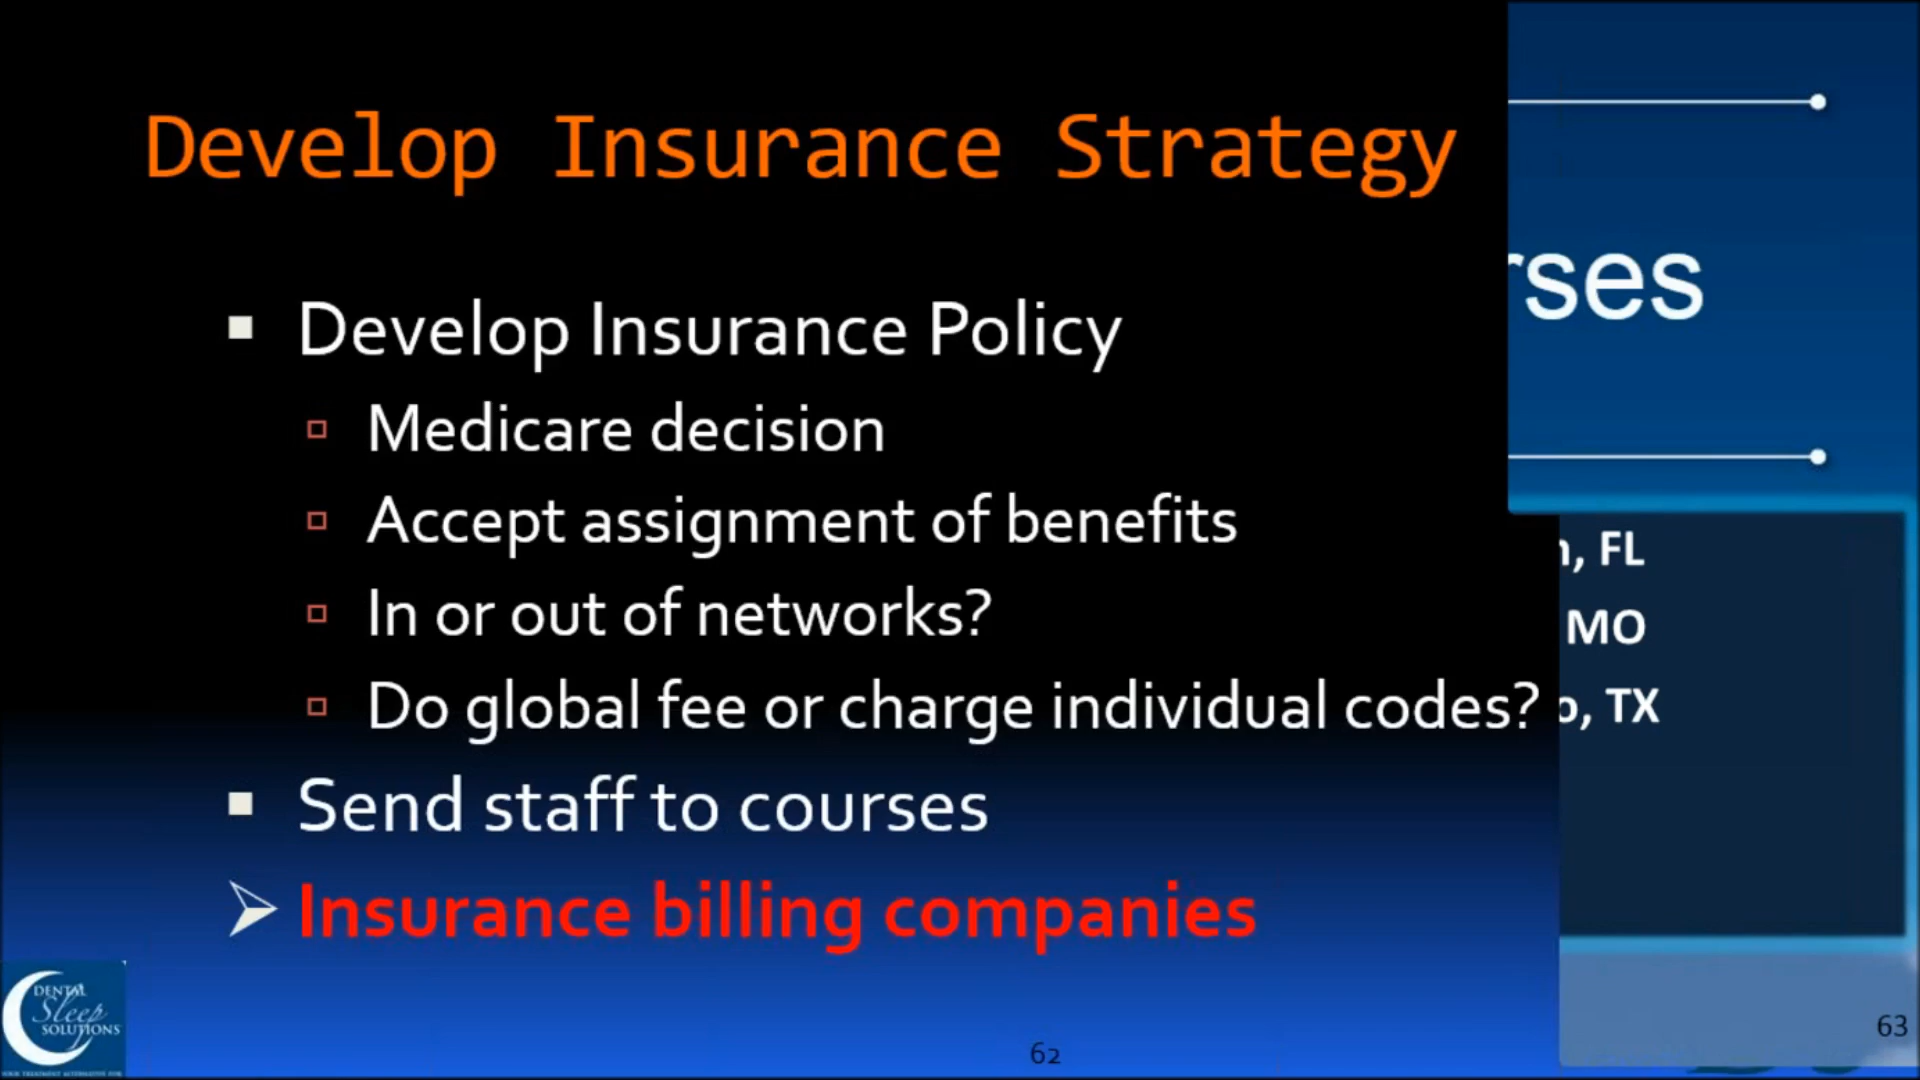 Develop Insurance Strategy
Develop Insurance Policy
Medicare decision
Accept assignment of benefits
In or out of networks?
Do global fee or charge individual codes?
Send staff to courses
Insurance billing companies
DENTAL
Sleep
SOLUTIONS
62
rses
, FL
MO
o, TX
63